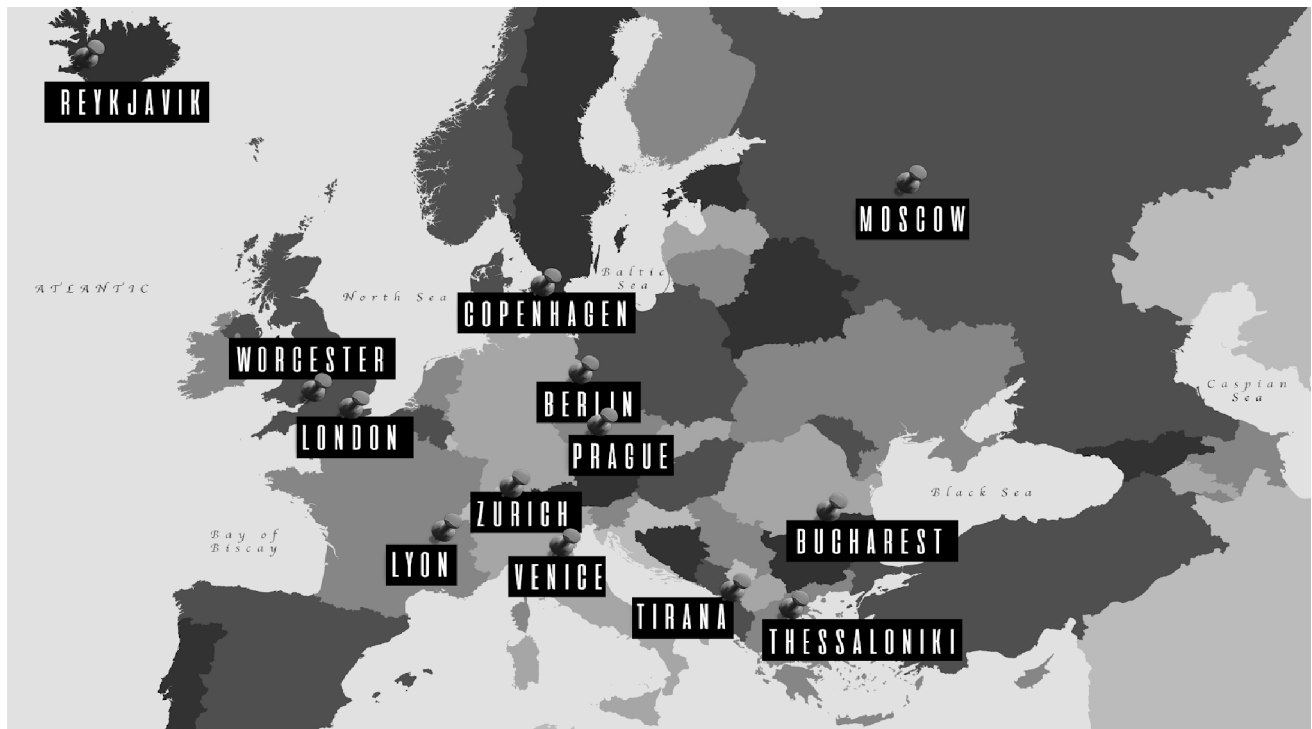 REYKJAVIK
MOSCOW
ATLANTIC
North Sea
Baltic
Sea
COPENHAGEN
WORCESTER
BERLIN
Caspian
Sea
LONDON
PRAGUE
ZURICH
Black Sea
Bay of
Biscay
BUCHAREST
LYON
VENICE
TIRANA
THESSALONIKI